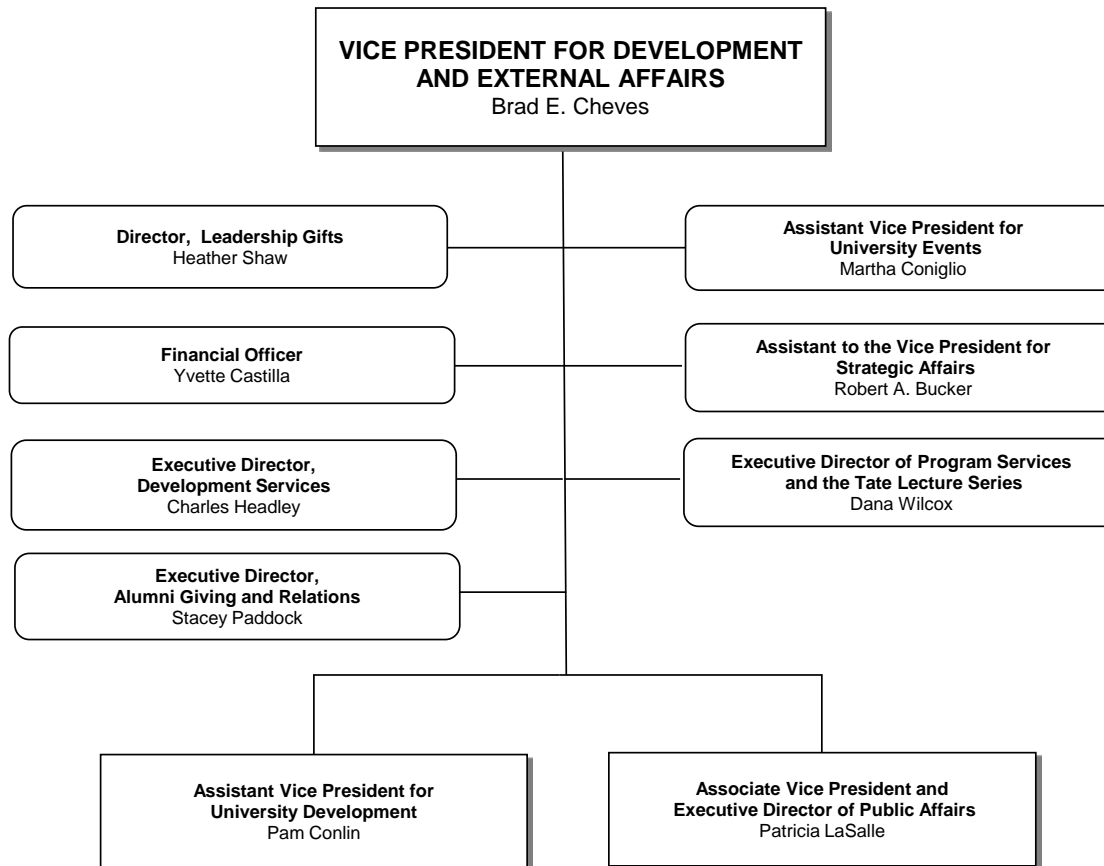 VICE PRESIDENT FOR DEVELOPMENT
AND EXTERNAL AFFAIRS
Brad E. Cheves
Director, Leadership Gifts
Heather Shaw
Assistant Vice President for
University Events
Martha Coniglio
Financial Officer
Yvette Castilla
Assistant to the Vice President for
Strategic Affairs
Robert A. Bucker
Executive Director,
Development Services
Charles Headley
Executive Director of Program Services
and the Tate Lecture Series
Dana Wilcox
Executive Director,
Alumni Giving and Relations
Stacey Paddock
Assistant Vice President for
University Development
Pam Conlin
Associate Vice President and
Executive Director of Public Affairs
Patricia LaSalle